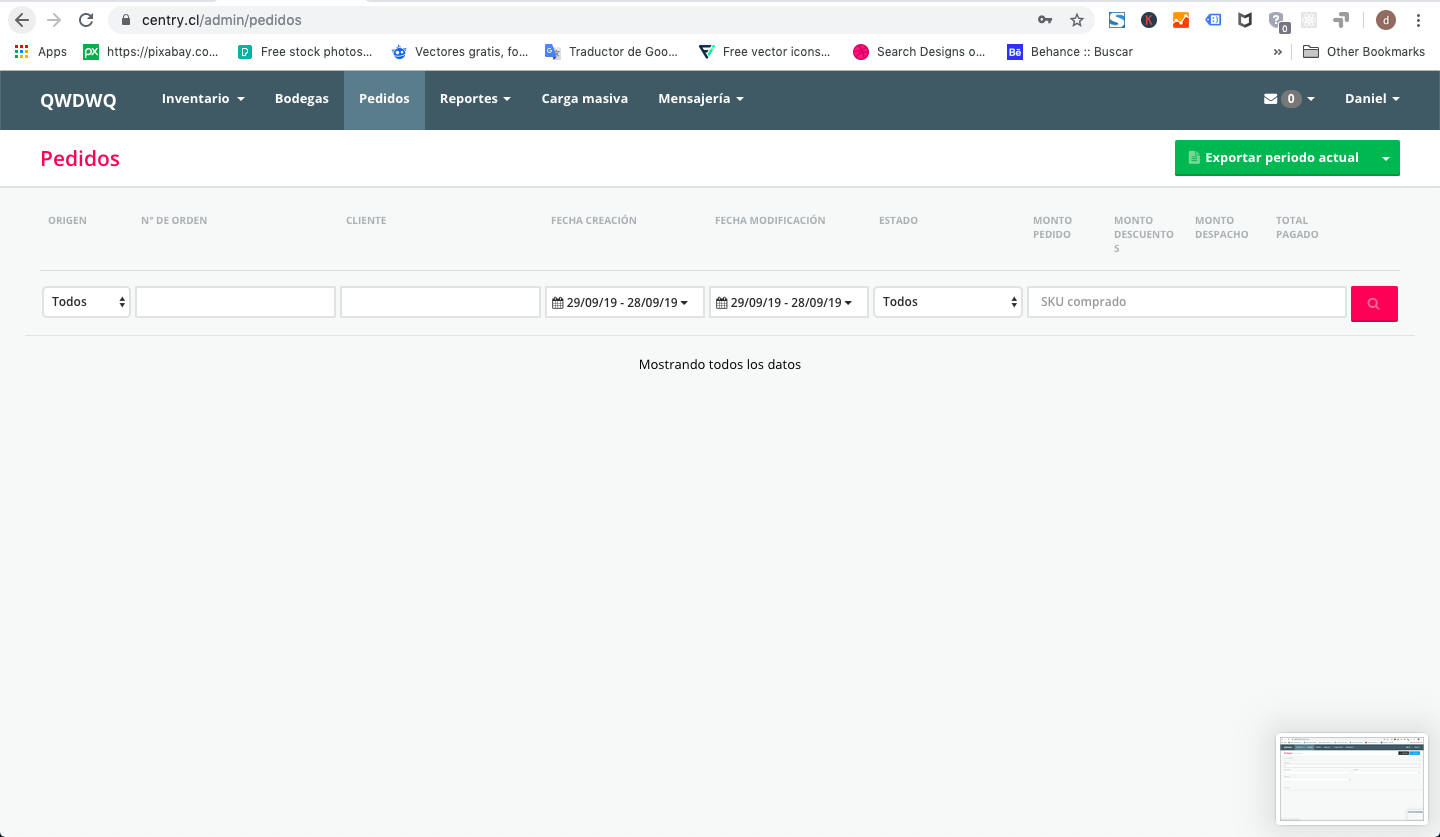 centry.cl/admin/pedidos
K
0
d
Apps
px https://pixabay.co...
Free stock photos...
Vectores gratis, fo...
Traductor de Goo...
Free vector icons...
Search Designs o...
Bē Behance :: Buscar
»
Other Bookmarks
QWDWQ
Inventario
Bodegas
Pedidos
Reportes
Carga masiva
Mensajería
0
Daniel
Pedidos
Exportar periodo actual
ORIGEN
N° DE ORDEN
CLIENTE
FECHA CREACIÓN
FECHA MODIFICACIÓN
ESTADO
MONTO
PEDIDO
MONTO
DESCUENTO
S
MONTO
DESPACHO
TOTAL
PAGADO
Todos
29/09/19 - 28/09/19
29/09/19 - 28/09/19
Todos
SKU comprado
Mostrando todos los datos